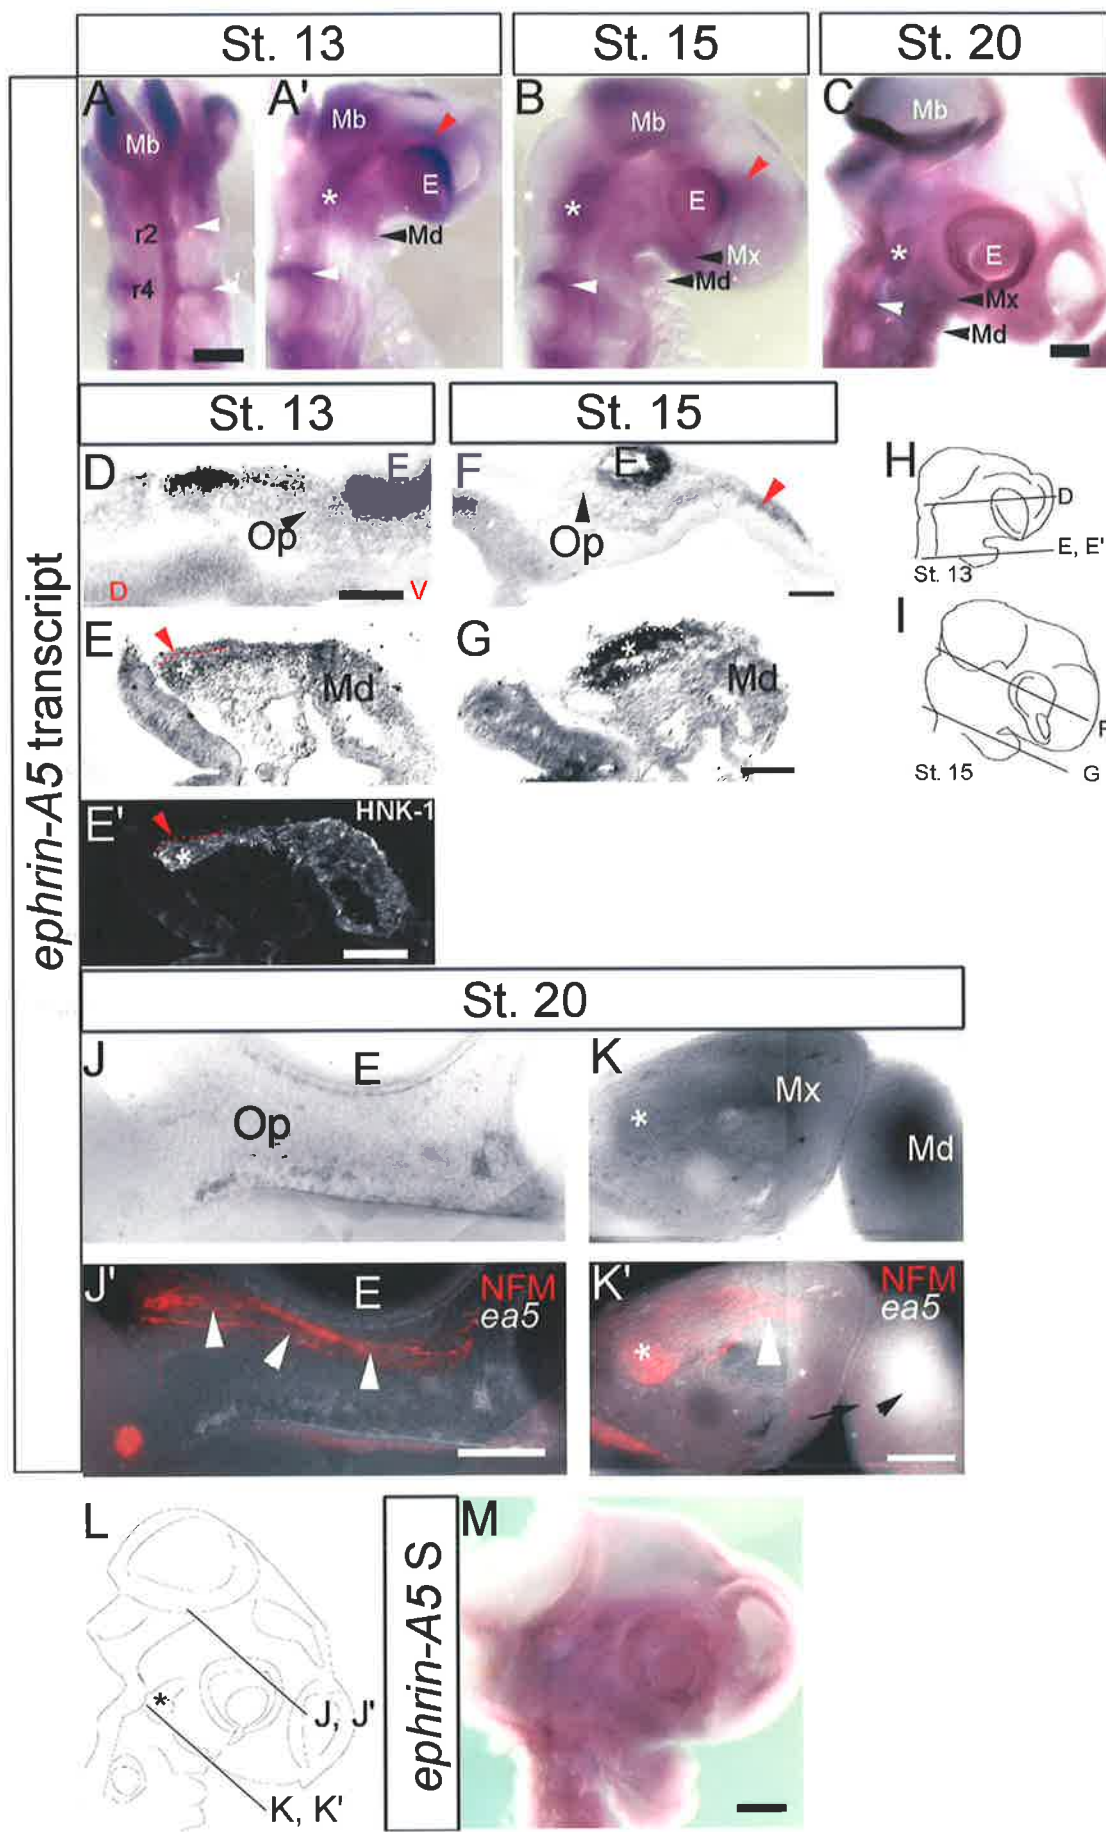 St. 13
St. 15
St. 20
A
Mb
r2
r4
A'
Mb
E
*
Md
B
Mb
*
E
Mx
Md
C
Mb
*
E
Mx
Md
ephrin-A5 transcript
St. 13
St. 15
D
E
Op
D
V
F
E
Op
H
D
E, E'
St. 13
E
*
Md
G
*
Md
I
F
G
St. 15
E'
HNK-1
*
St. 20
J
E
Op
K
Mx
*
Md
J'
E
NFM
ea5
K'
NFM
ea5
*
L
*
J, J'
K, K'
ephrin-A5 S
M